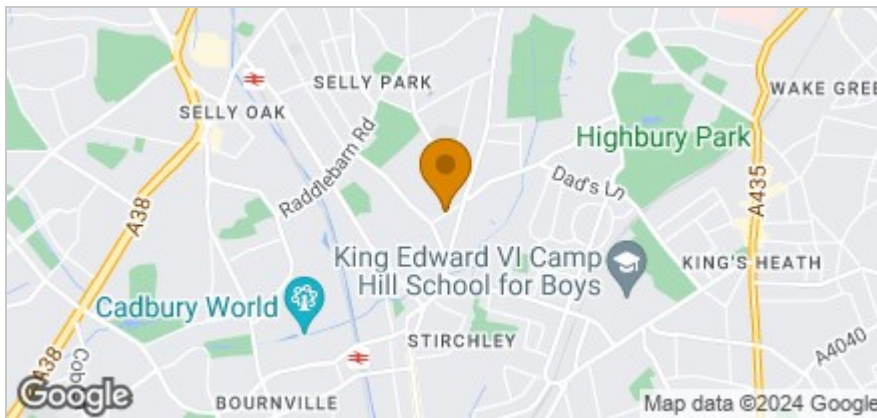 SELLY PARK
SELLY OAK
WAKE GREE
Highbury Park
Raddlebarn Rd
A38
Dad's Ln
A435
King Edward VI Camp
Hill School for Boys
KING'S HEATH
Cadbury World
STIRCHLEY
A38
Cob
A4040
Google
BOURNVILLE
Map data ©2024 Google